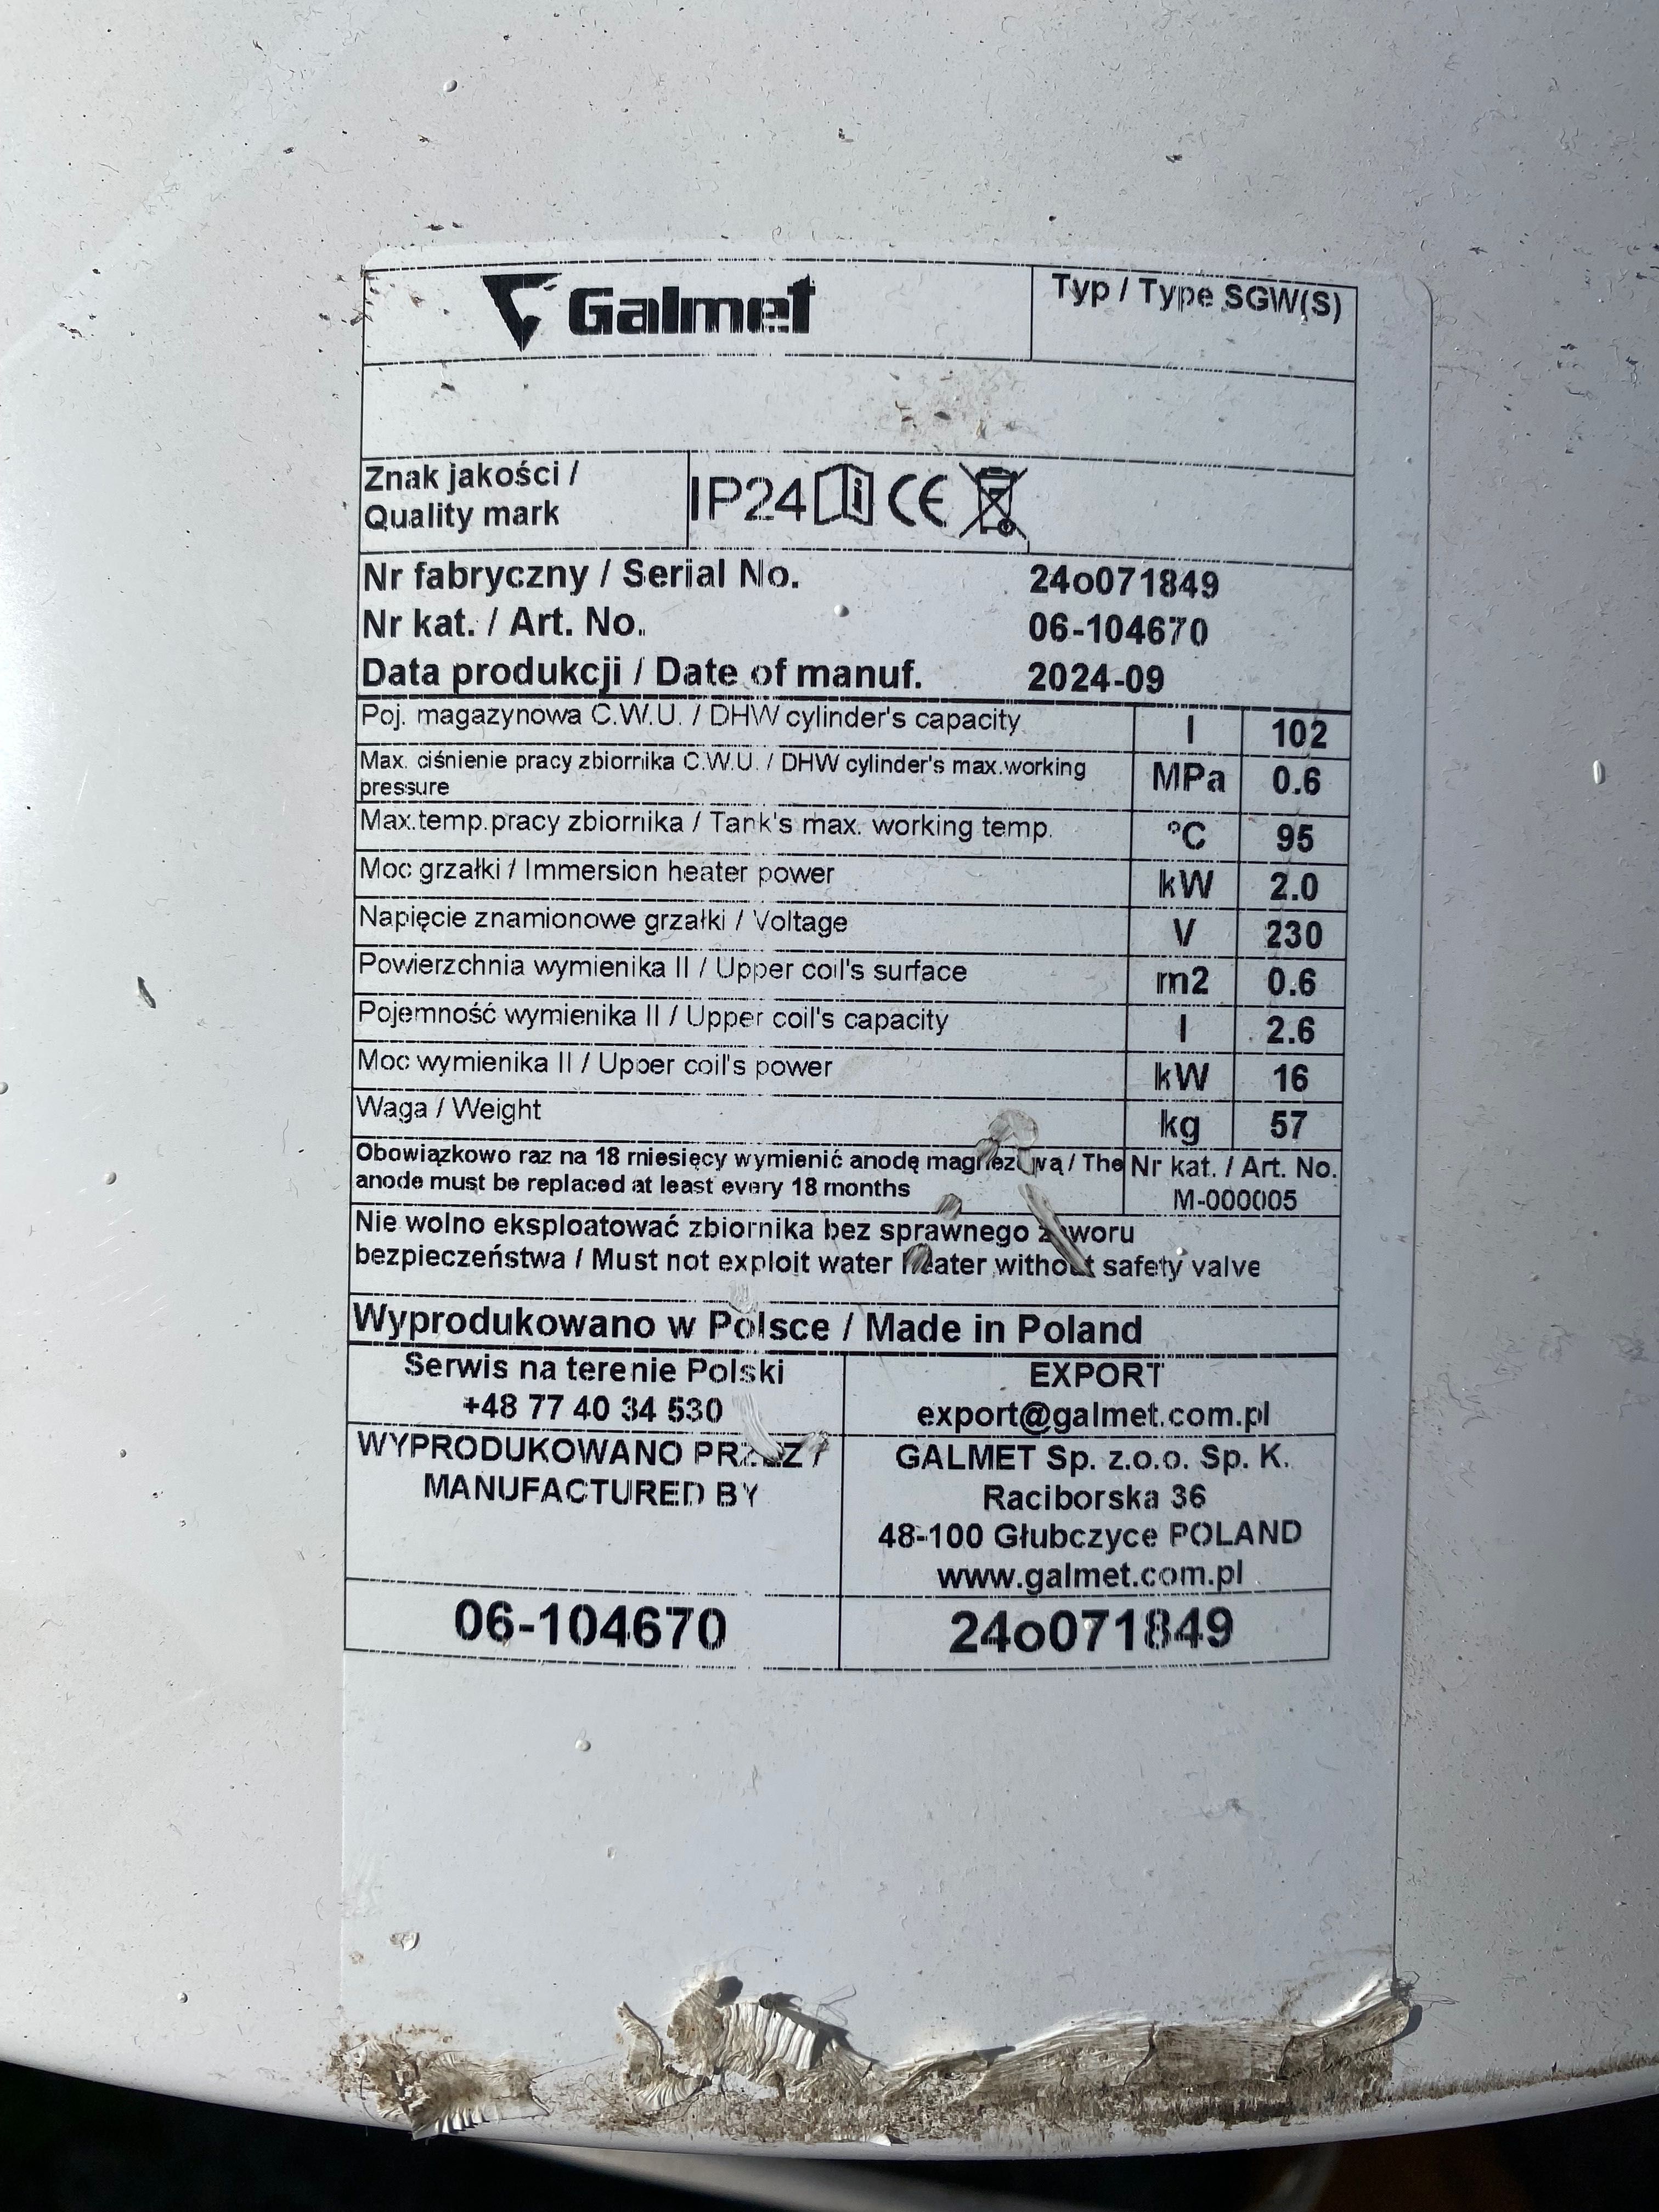 Galmet
Typ / Type SGW(S)
Znak jakości /
Quality mark
IP24 CE
Nr fabryczny / Serial No. 24o071849
Nr kat. / Art. No. 06-104670
Data produkcji / Date of manuf. 2024-09
Poj. magazynowa C.W.U. / DHW cylinder's capacity l 102
Max. ciśnienie pracy zbiornika C.W.U. / DHW cylinder's max.working
pressure MPa 0.6
Max.temp.pracy zbiornika / Tank's max. working temp. °C 95
Moc grzałki / Immersion heater power kW 2.0
Napięcie znamionowe grzałki / Voltage V 230
Powierzchnia wymienika II / Upper coil's surface m2 0.6
Pojemność wymienika II / Upper coil's capacity l 2.6
Moc wymienika II / Upper coil's power kW 16
Waga / Weight kg 57
Obowiązkowo raz na 18 miesięcy wymienić anodę magnezową / The
anode must be replaced at least every 18 months
Nr kat. / Art. No.
M-000005
Nie wolno eksploatować zbiornika bez sprawnego zaworu
bezpieczeństwa / Must not exploit water heater without safety valve
Wyprodukowano w Polsce / Made in Poland
Serwis na terenie Polski
+48 77 40 34 530
EXPORT
export@galmet.com.pl
WYPRODUKOWANO PRZEZ /
MANUFACTURED BY
GALMET Sp. z.o.o. Sp. K.
Raciborska 36
48-100 Głubczyce POLAND
www.galmet.com.pl
06-104670
24o071849